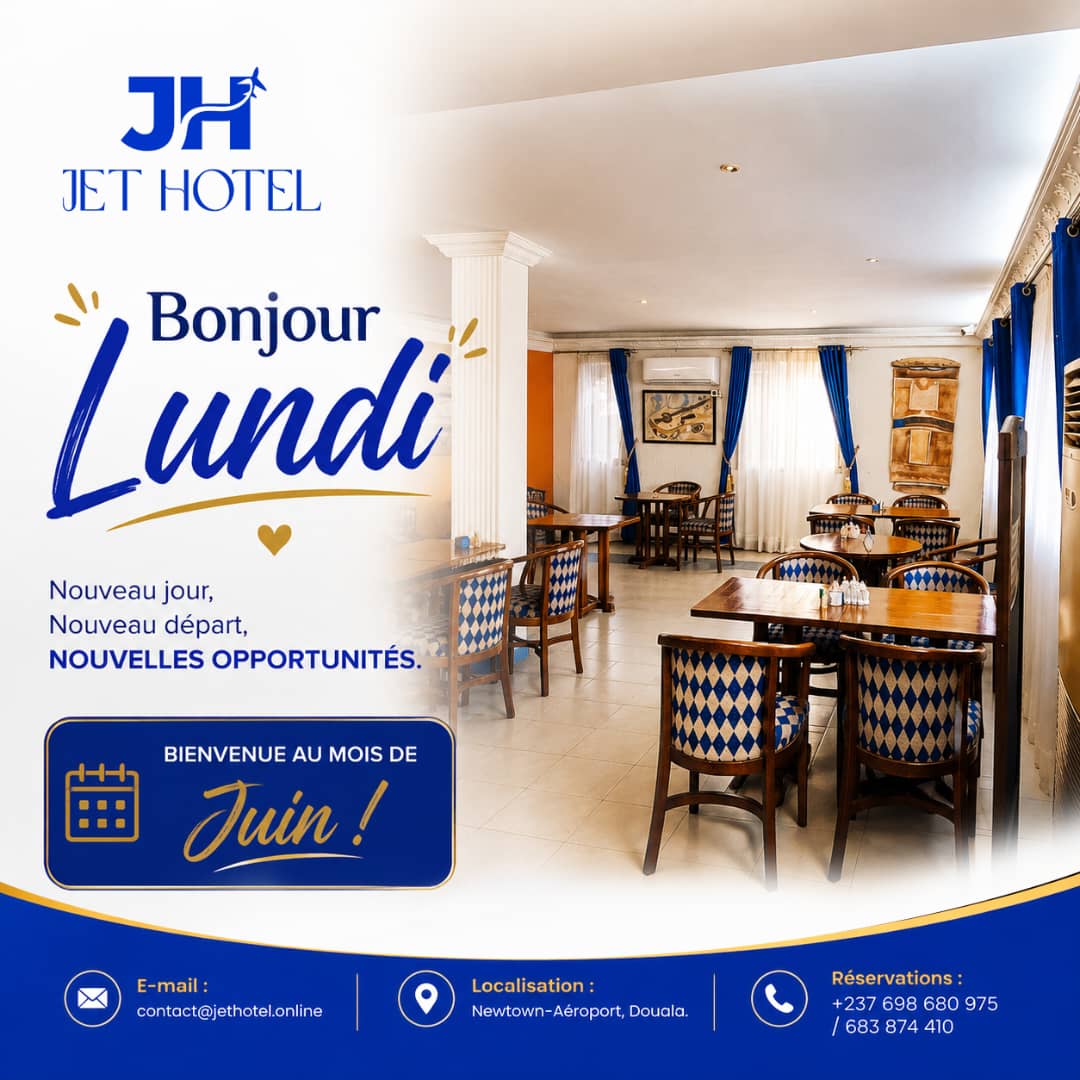 JH
JET HOTEL
Bonjour
Lundi
Nouveau jour,
Nouveau départ,
NOUVELLES OPPORTUNITÉS.
BIENVENUE AU MOIS DE
Juin !
E-mail :
contact@jethotel.online
Localisation :
Newtown-Aéroport, Douala.
Réservations :
+237 698 680 975
/ 683 874 410